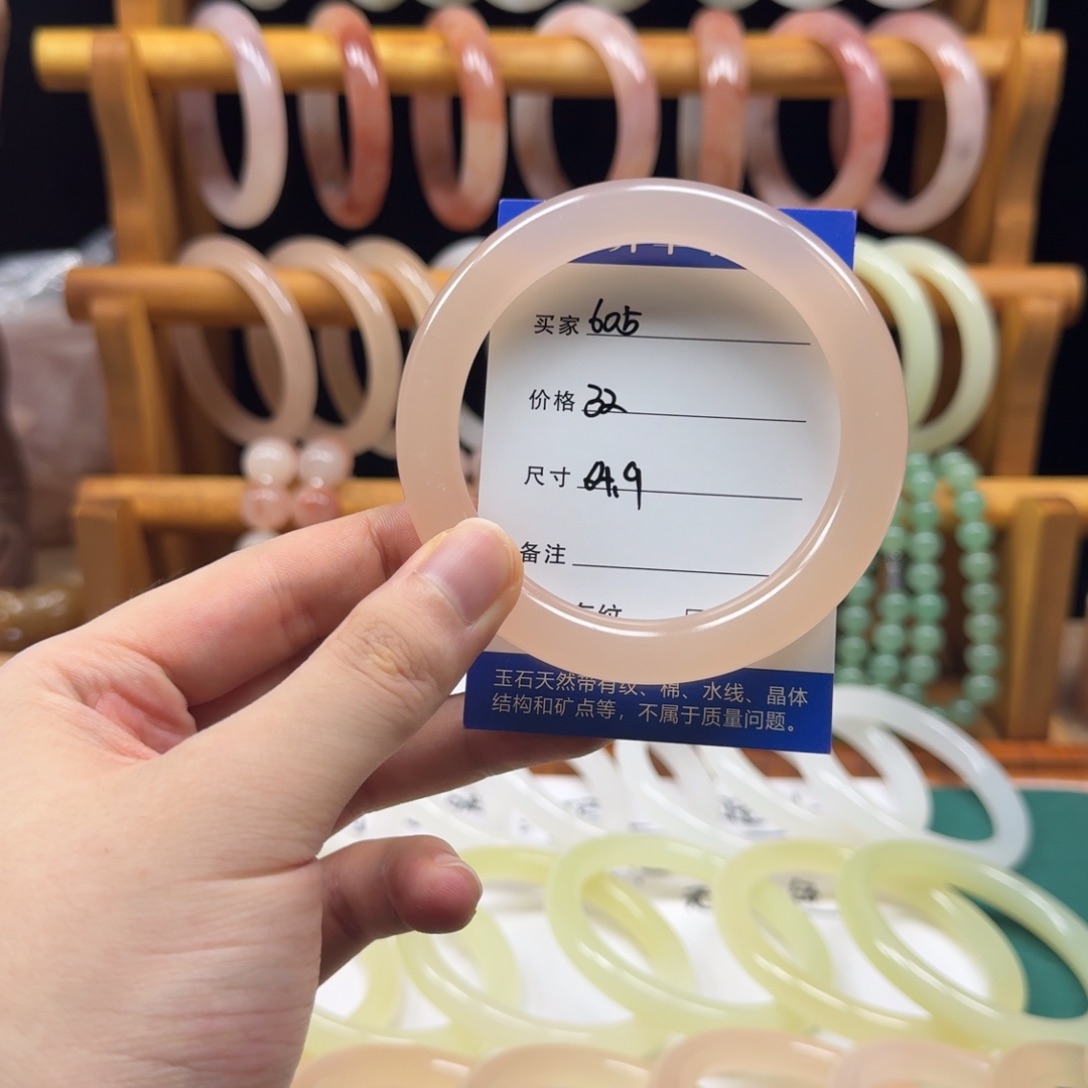 买家 605
价格 32
尺寸 64.9
备注
玉石天然带有纹、棉、水线、晶体
结构和矿点等，不属于质量问题。